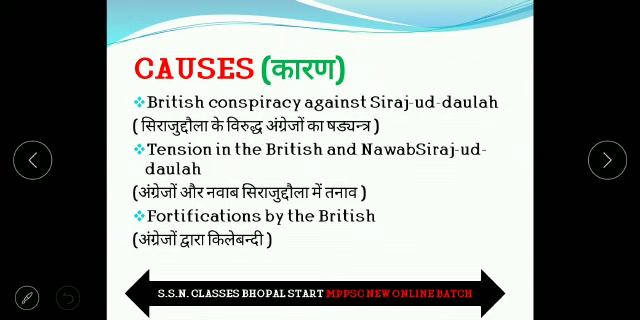 CAUSES (कारण)
British conspiracy against Siraj-ud-daulah
( सिराजुद्दौला के विरुद्ध अंग्रेजों का षड्यन्त्र )
Tension in the British and NawabSiraj-ud-
daulah
(अंग्रेजों और नवाब सिराजुद्दौला में तनाव )
Fortifications by the British
(अंग्रेजों द्वारा किलेबन्दी )
S.S.N. CLASSES BHOPAL START MPPSC NEW ONLINE BATCH